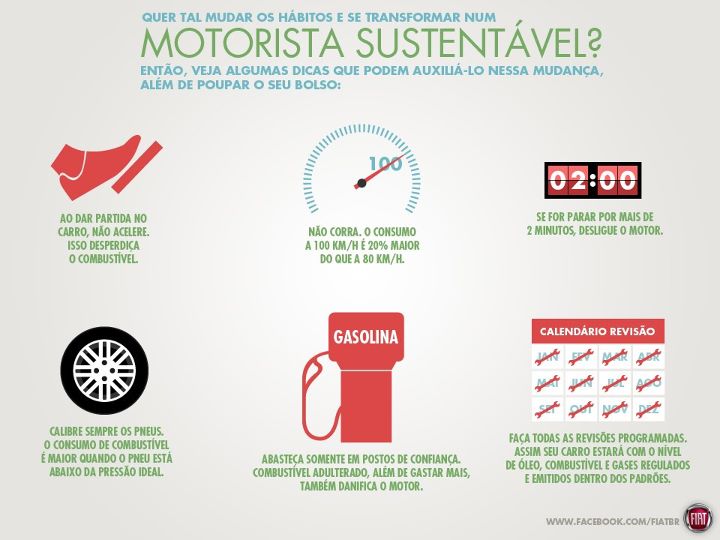 QUER TAL MUDAR OS HÁBITOS E SE TRANSFORMAR NUM
MOTORISTA SUSTENTÁVEL?
ENTÃO, VEJA ALGUMAS DICAS QUE PODEM AUXILIÁ-LO NESSA MUDANÇA,
ALÉM DE POUPAR O SEU BOLSO:
AO DAR PARTIDA NO
CARRO, NÃO ACELERE.
ISSO DESPERDIÇA
O COMBUSTÍVEL.
100
NÃO CORRA. O CONSUMO
A 100 KM/H É 20% MAIOR
DO QUE A 80 KM/H.
02:00
SE FOR PARAR POR MAIS DE
2 MINUTOS, DESLIGUE O MOTOR.
CALIBRE SEMPRE OS PNEUS.
O CONSUMO DE COMBUSTÍVEL
É MAIOR QUANDO O PNEU ESTÁ
ABAIXO DA PRESSÃO IDEAL.
GASOLINA
ABASTEÇA SOMENTE EM POSTOS DE CONFIANÇA.
COMBUSTÍVEL ADULTERADO, ALÉM DE GASTAR MAIS,
TAMBÉM DANIFICA O MOTOR.
CALENDÁRIO REVISÃO
JAN FEV MAR ABR
MAI JUN JUL AGO
SET OUT NOV DEZ
FAÇA TODAS AS REVISÕES PROGRAMADAS.
ASSIM SEU CARRO ESTARÁ COM O NÍVEL
DE ÓLEO, COMBUSTÍVEL E GASES REGULADOS
E EMITIDOS DENTRO DOS PADRÕES.
WWW.FACEBOOK.COM/FIATBR
FIAT